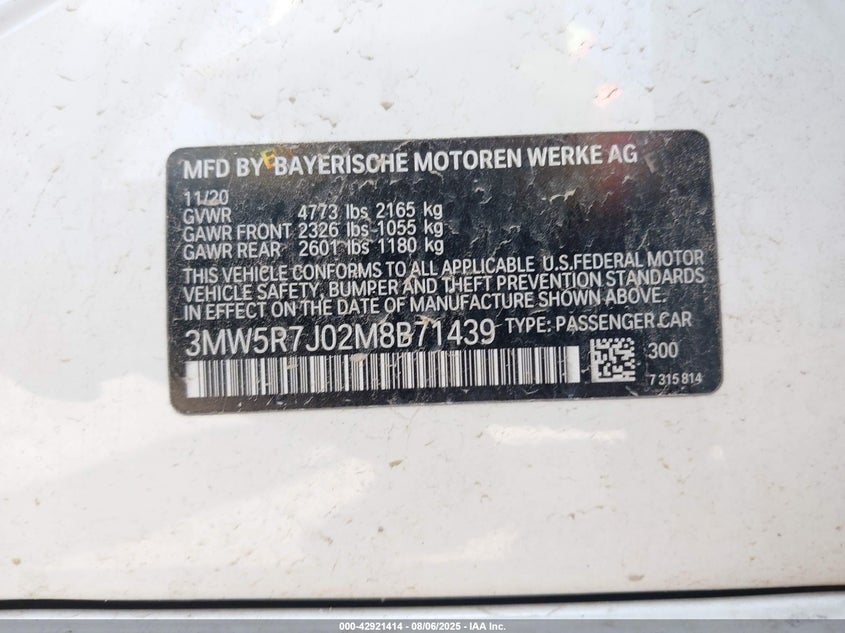 MFD BY BAYERISCHE MOTOREN WERKE AG
11/20
GVWR 4773 lbs 2165 kg
GAWR FRONT 2326 lbs 1055 kg
GAWR REAR 2601 lbs 1180 kg
THIS VEHICLE CONFORMS TO ALL APPLICABLE U.S.FEDERAL MOTOR
VEHICLE SAFETY, BUMPER AND THEFT PREVENTION STANDARDS
IN EFFECT ON THE DATE OF MANUFACTURE SHOWN ABOVE.
3MW5R7J02M8B71439 TYPE: PASSENGER CAR
300
7 315 814
000-42921414 - 08/06/2025 - IAA Inc.